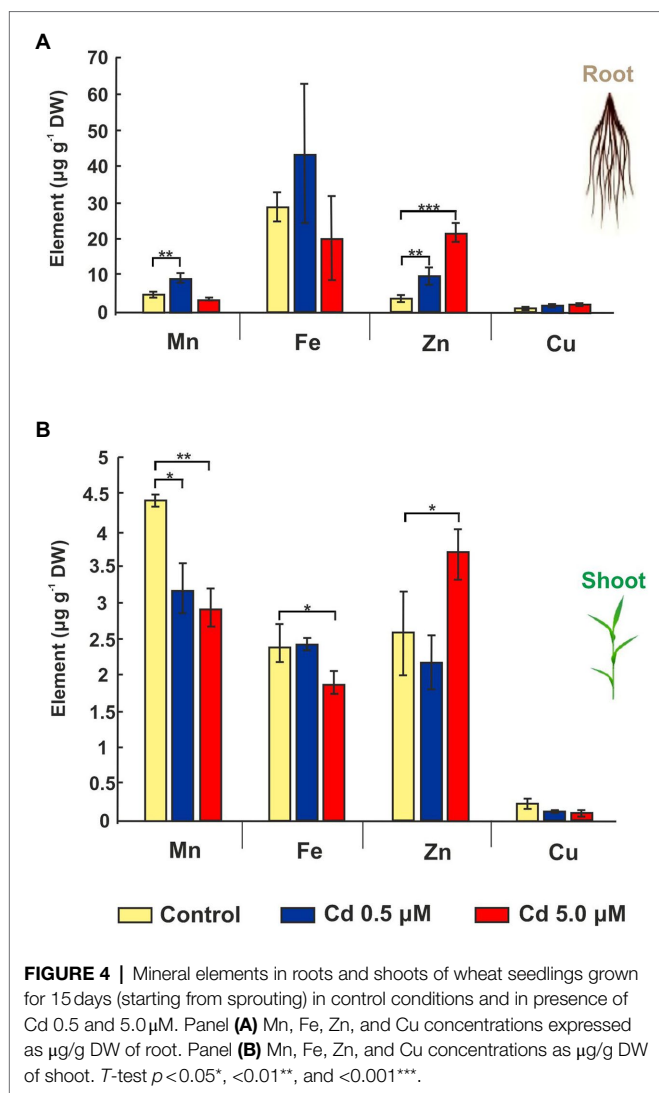 A
Root
Element (µg g⁻¹ DW)
70
60
50
40
30
20
10
0
**
**
***
Mn
Fe
Zn
Cu
B
Shoot
Element (µg g⁻¹ DW)
5
4.5
4
3.5
3
2.5
2
1.5
1
0.5
0
**
*
*
*
Mn
Fe
Zn
Cu
Control
Cd 0.5 µM
Cd 5.0 µM
FIGURE 4 | Mineral elements in roots and shoots of wheat seedlings grown
for 15 days (starting from sprouting) in control conditions and in presence of
Cd 0.5 and 5.0 µM. Panel (A) Mn, Fe, Zn, and Cu concentrations expressed
as µg/g DW of root. Panel (B) Mn, Fe, Zn, and Cu concentrations as µg/g DW
of shoot. T-test p < 0.05*, <0.01**, and <0.001***.